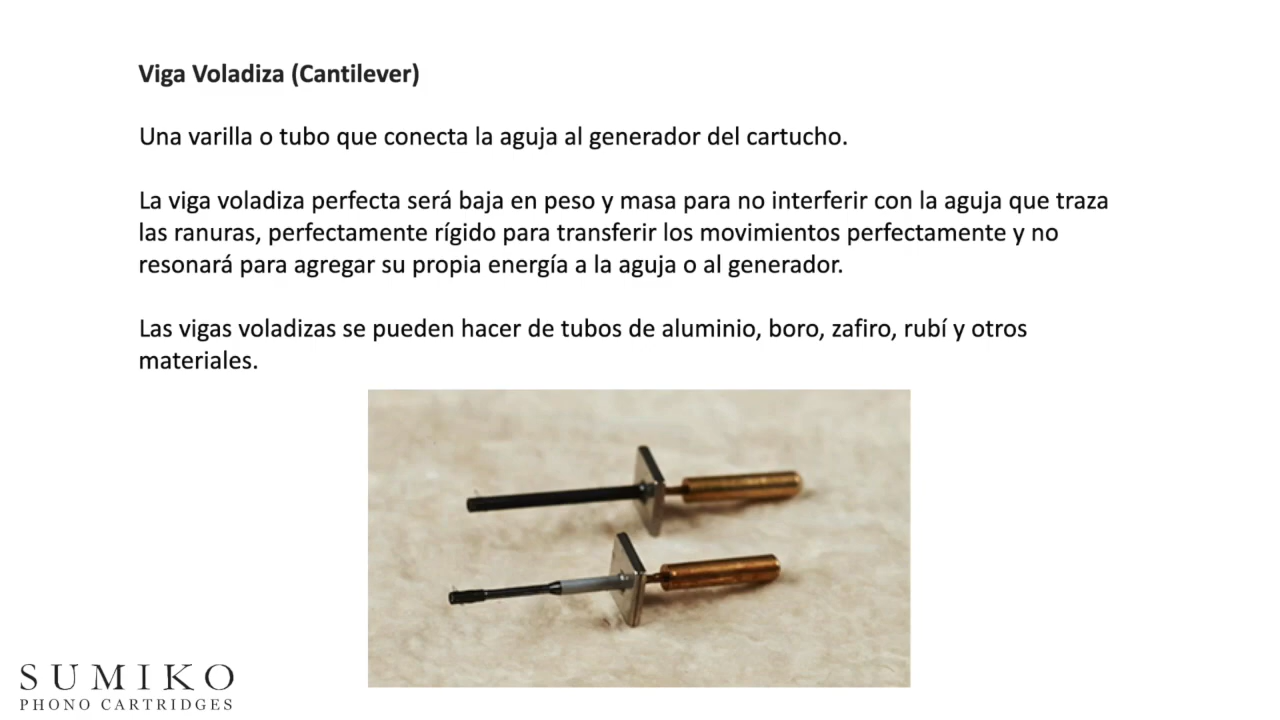 Viga Voladiza (Cantilever)
Una varilla o tubo que conecta la aguja al generador del cartucho.
La viga voladiza perfecta será baja en peso y masa para no interferir con la aguja que traza
las ranuras, perfectamente rígido para transferir los movimientos perfectamente y no
resonará para agregar su propia energía a la aguja o al generador.
Las vigas voladizas se pueden hacer de tubos de aluminio, boro, zafiro, rubí y otros
materiales.
SUMIKO
PHONO CARTRIDGES